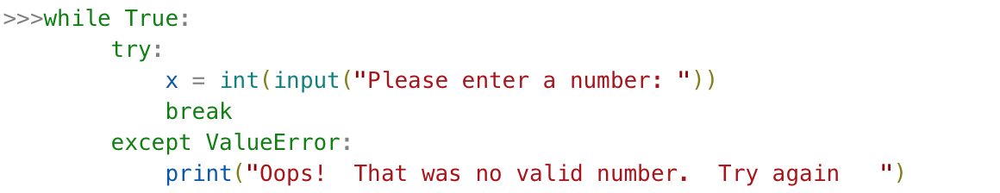 >>>while True:
        try:
            x = int(input("Please enter a number: "))
            break
        except ValueError:
            print("Oops!  That was no valid number.  Try again   ")